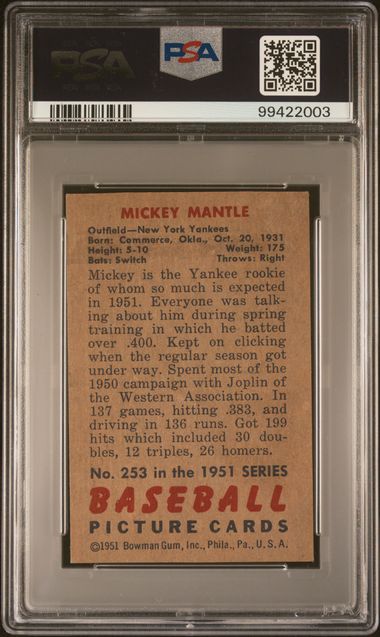 PSA
PSA
99422003
MICKEY MANTLE
Outfield—New York Yankees
Born: Commerce, Okla., Oct. 20, 1931
Height: 5-10 Weight: 175
Bats: Switch Throws: Right
Mickey is the Yankee rookie
of whom so much is expected
in 1951. Everyone was talk-
ing about him during spring
training in which he batted
over .400. Kept on clicking
when the regular season got
under way. Spent most of the
1950 campaign with Joplin of
the Western Association. In
137 games, hitting .383, and
driving in 136 runs. Got 199
hits which included 30 dou-
bles, 12 triples, 26 homers.
No. 253 in the 1951 SERIES
BASEBALL
PICTURE CARDS
©1951 Bowman Gum, Inc., Phila., Pa., U.S.A.